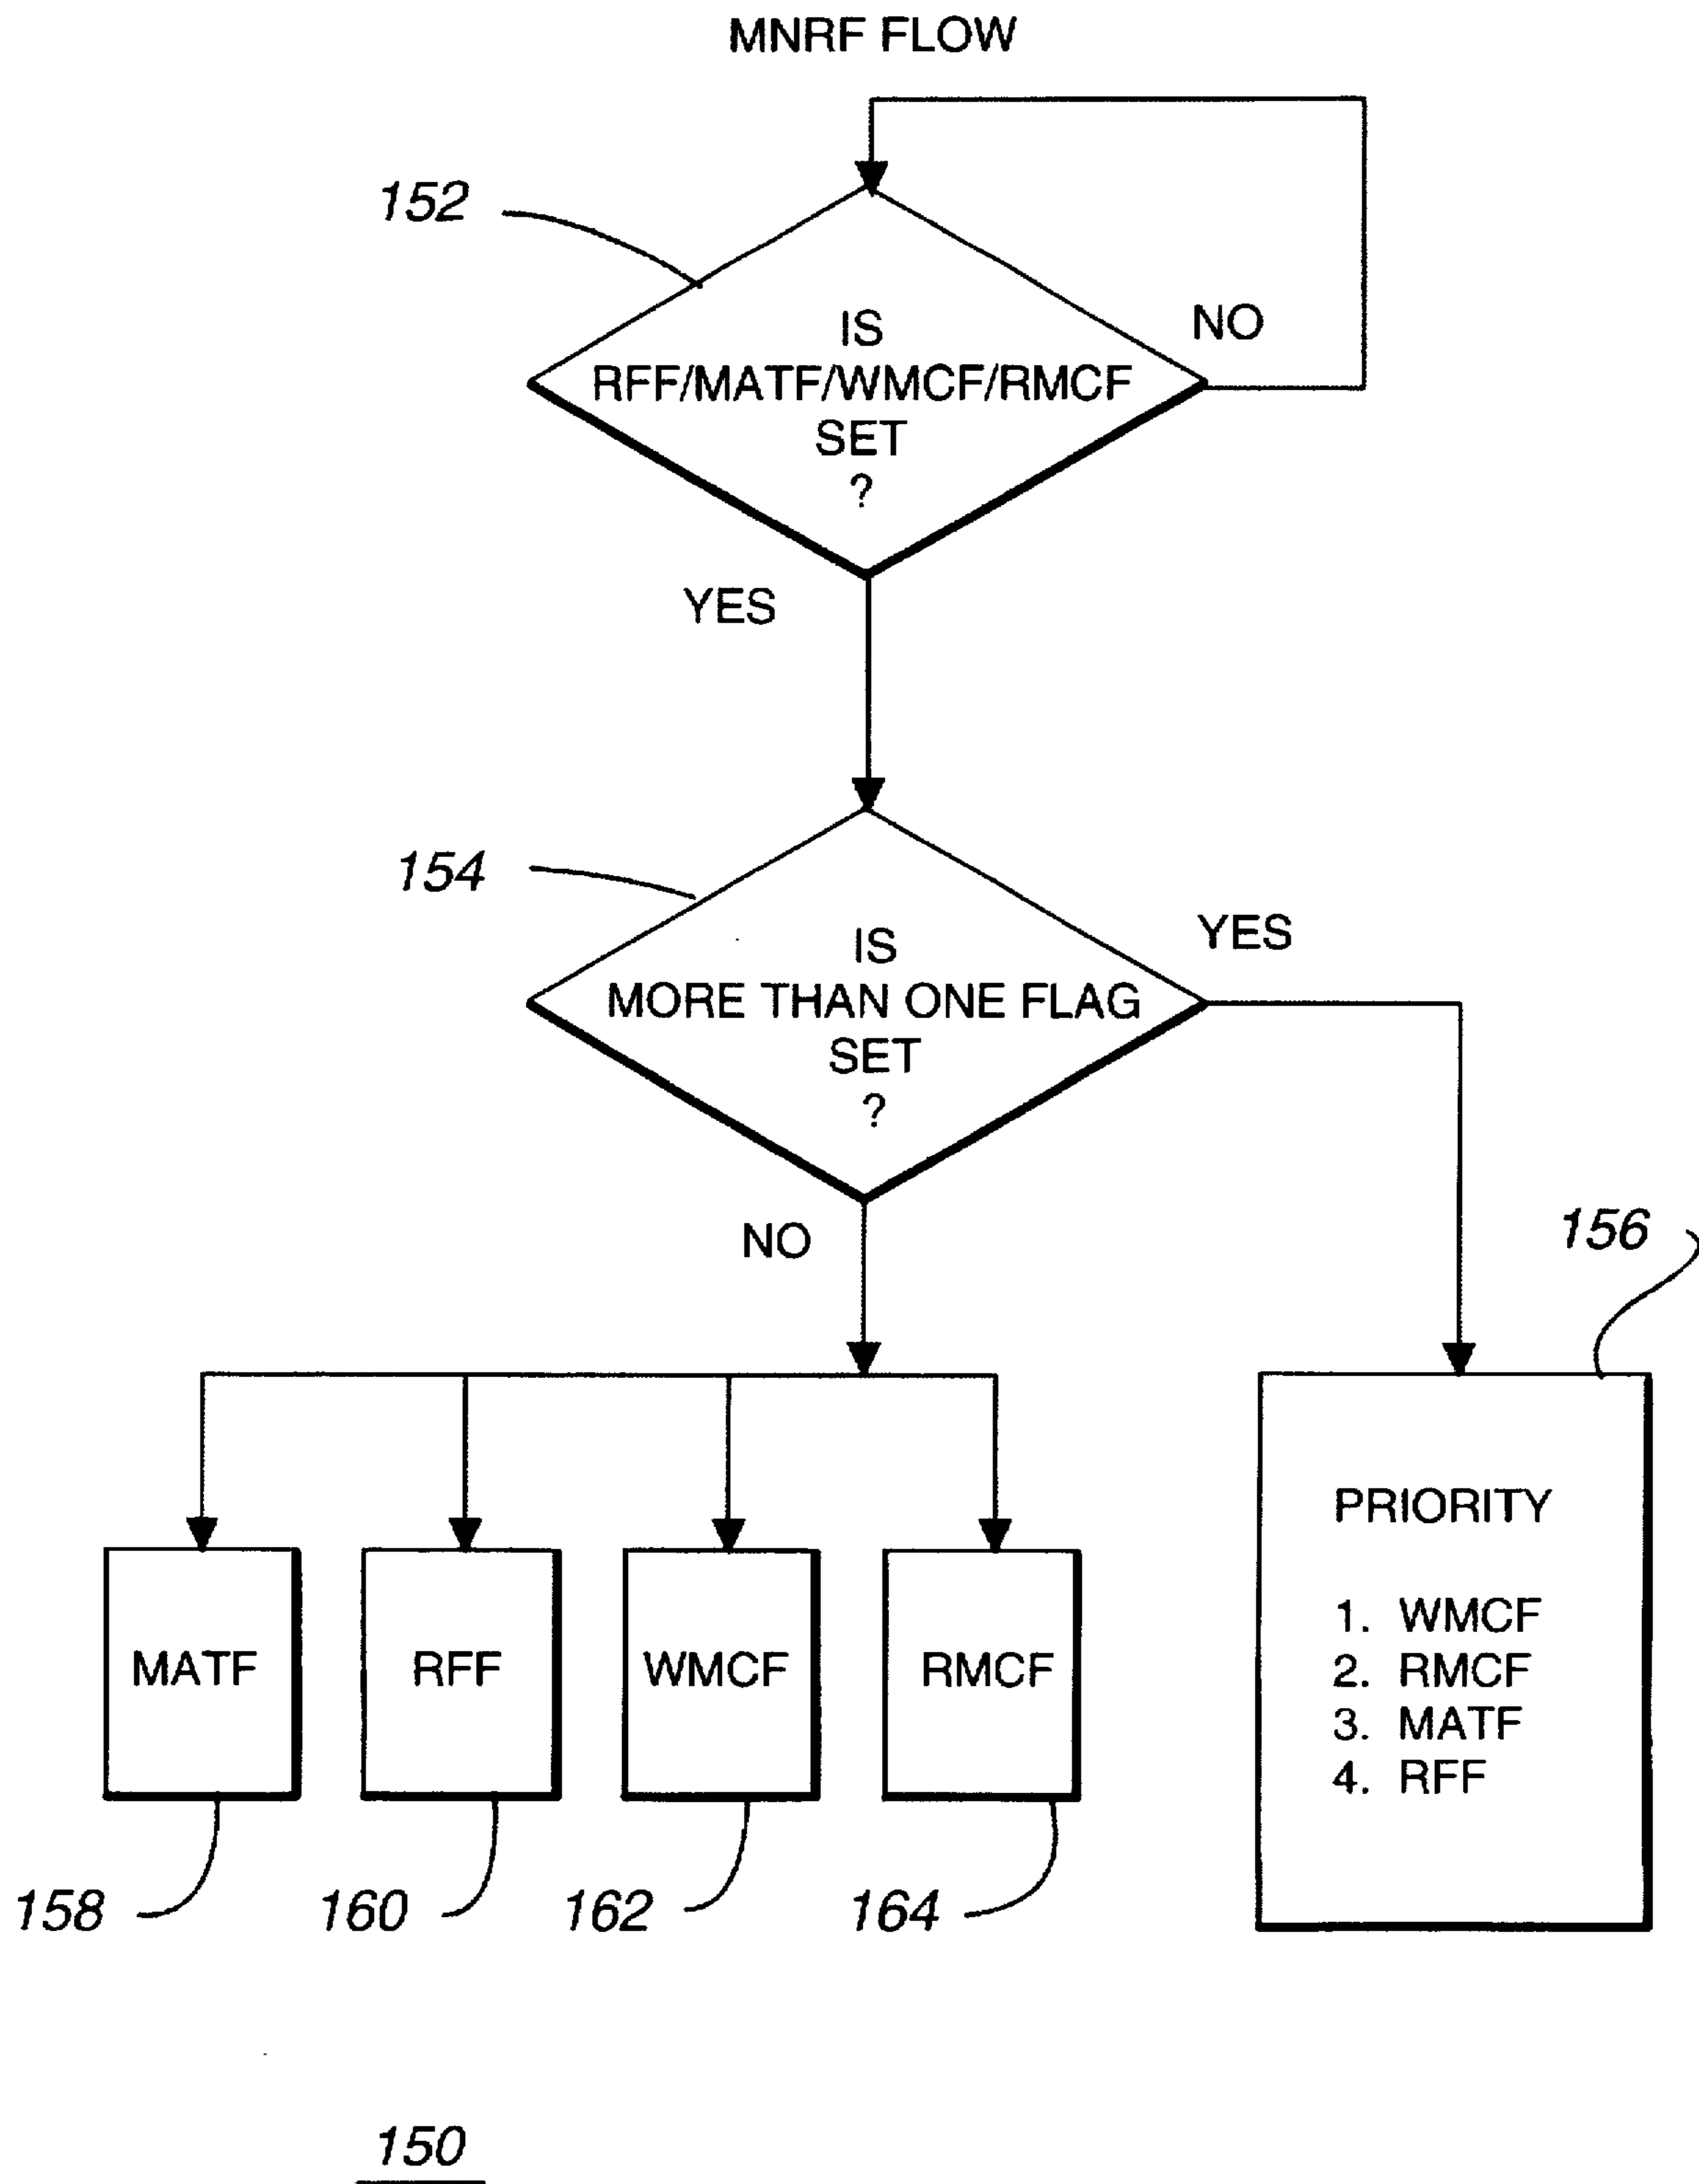 MNRF FLOW
152
IS
RFF/MATF/WMCF/RMCF
SET
?
NO
YES
154
IS
MORE THAN ONE FLAG
SET
?
YES
NO
156
PRIORITY
1. WMCF
2. RMCF
3. MATF
4. RFF
MATF
RFF
WMCF
RMCF
158
160
162
164
150